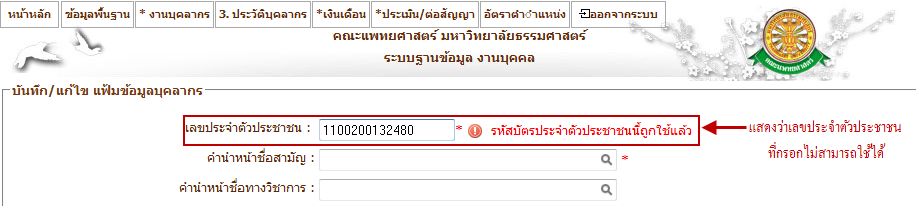 หน้าหลัก ข้อมูลพื้นฐาน * งานบุคลากร 3. ประวัติบุคลากร *เงินเดือน *ประเมิน/ต่อสัญญา อัตราตำแหน่ง ออกจากระบบ
คณะแพทยศาสตร์ มหาวิทยาลัยธรรมศาสตร์
ระบบฐานข้อมูล งานบุคคล
คณะแพทยศาสตร์
บันทึก/แก้ไข แฟ้มข้อมูลบุคลากร
เลขประจำตัวประชาชน : 1100200132480 * รหัสบัตรประจำตัวประชาชนนี้ถูกใช้แล้ว
แสดงว่าเลขประจำตัวประชาชน
ที่กรอกไม่สามารถใช้ได้
คำนำหน้าชื่อสามัญ : *
คำนำหน้าชื่อทางวิชาการ :